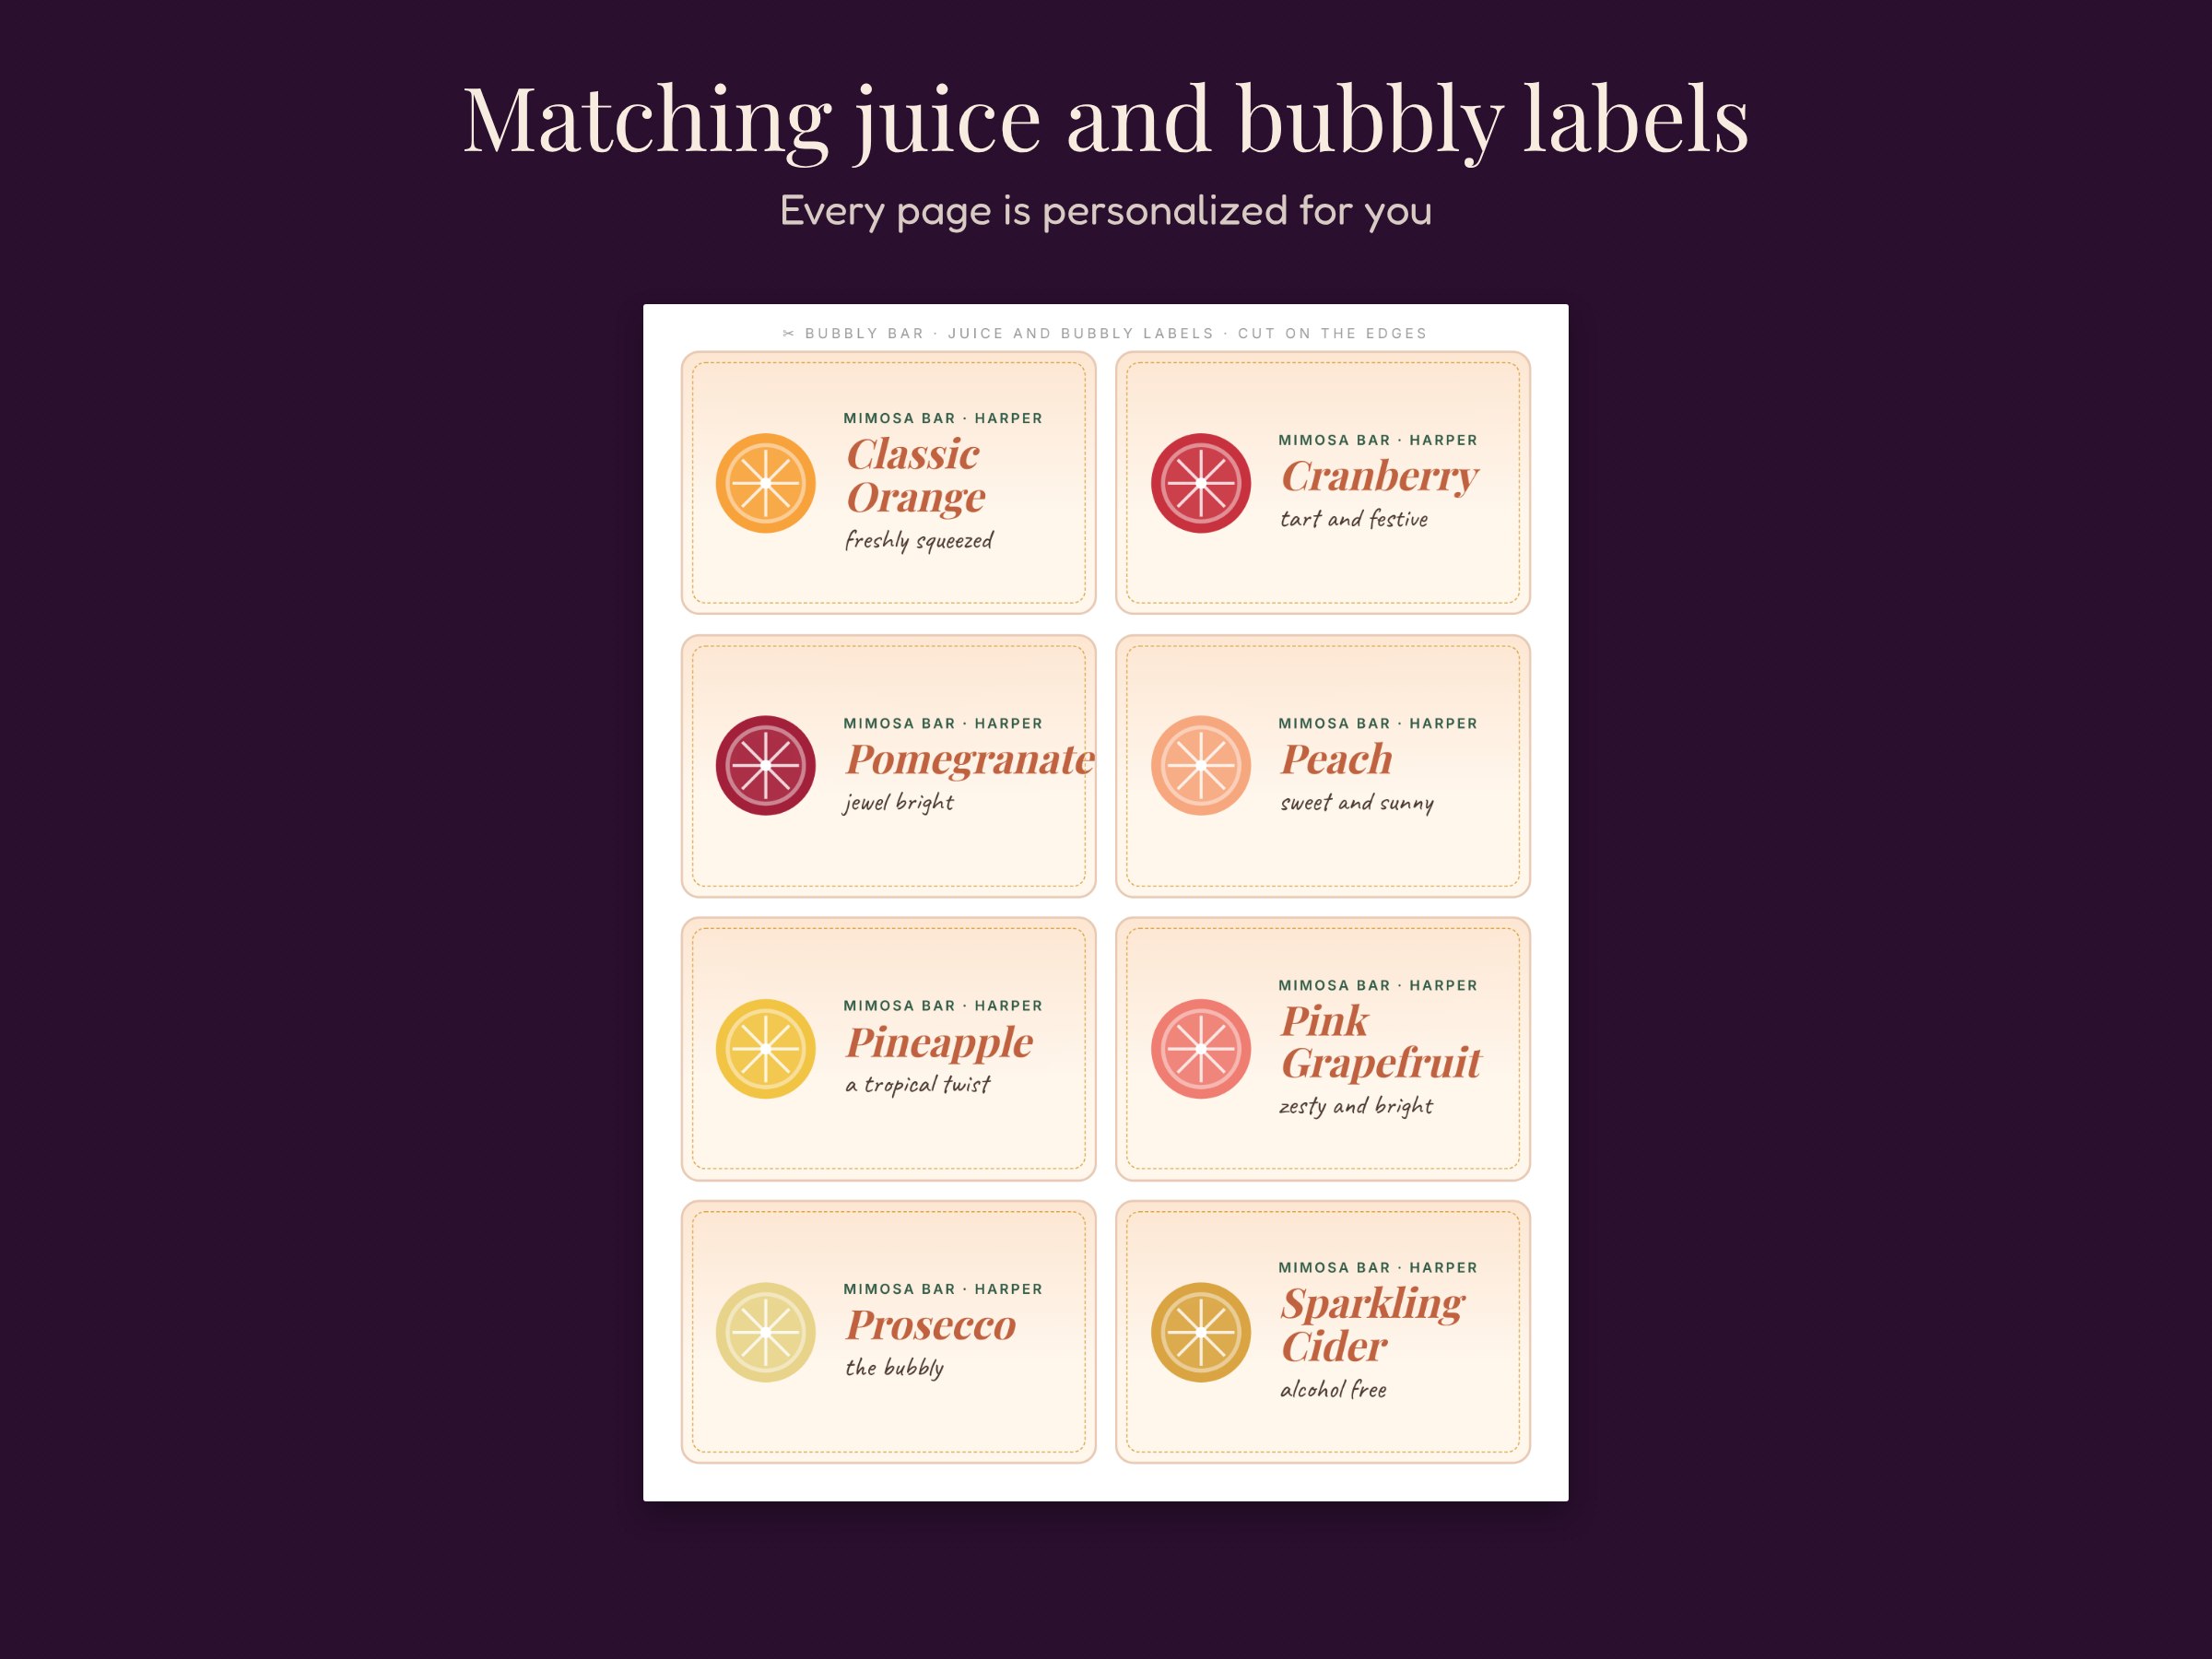 Matching juice and bubbly labels
Every page is personalized for you
✂ BUBBLY BAR · JUICE AND BUBBLY LABELS · CUT ON THE EDGES
MIMOSA BAR · HARPER
Classic
Orange
freshly squeezed
MIMOSA BAR · HARPER
Cranberry
tart and festive
MIMOSA BAR · HARPER
Pomegranate
jewel bright
MIMOSA BAR · HARPER
Peach
sweet and sunny
MIMOSA BAR · HARPER
Pineapple
a tropical twist
MIMOSA BAR · HARPER
Pink
Grapefruit
zesty and bright
MIMOSA BAR · HARPER
Prosecco
the bubbly
MIMOSA BAR · HARPER
Sparkling
Cider
alcohol free